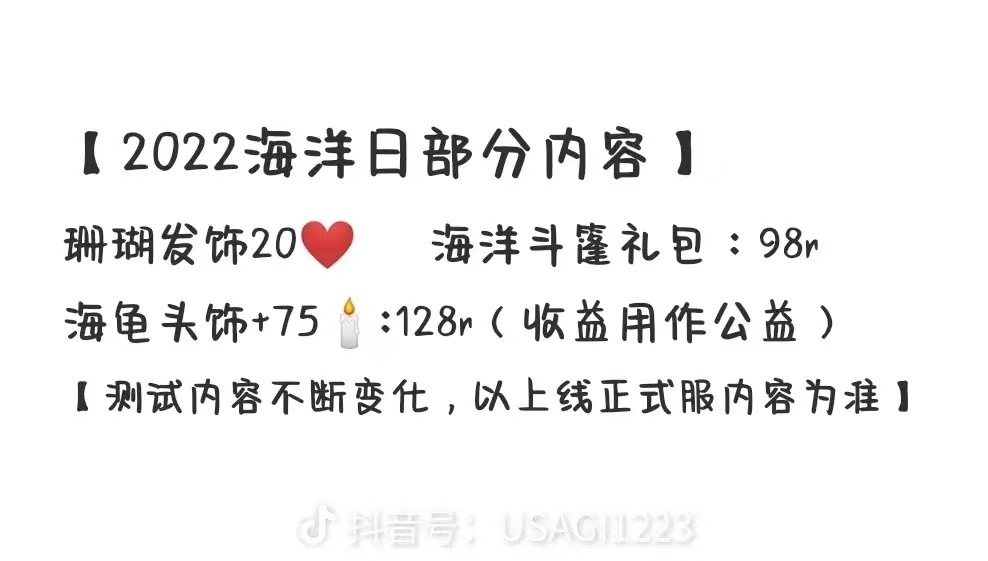 【2022海洋日部分内容】
珊瑚发饰20❤️ 海洋斗篷礼包：98r
海龟头饰+75🕯️:128r（收益用作公益）
【测试内容不断变化，以上线正式服内容为准】
抖音号：USAGI1223